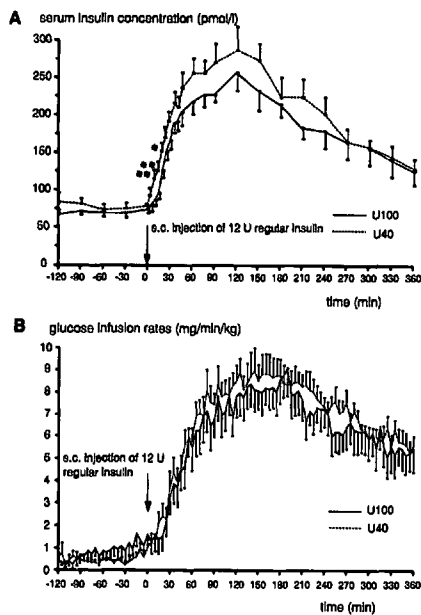 A
serum insulin concentration (pmol/l)
300
250
200
150
100
50
0
s.c. injection of 12 U regular insulin
U100
U40
-120 -90 -60 -30 0 30 60 90 120 150 180 210 240 270 300 330 360
time (min)
B
glucose infusion rates (mg/min/kg)
10
9
8
7
6
5
4
3
2
1
0
s.c. injection of 12 U
regular insulin
U100
U40
-120 -90 -60 -30 0 30 60 90 120 150 180 210 240 270 300 330 360
time (min)